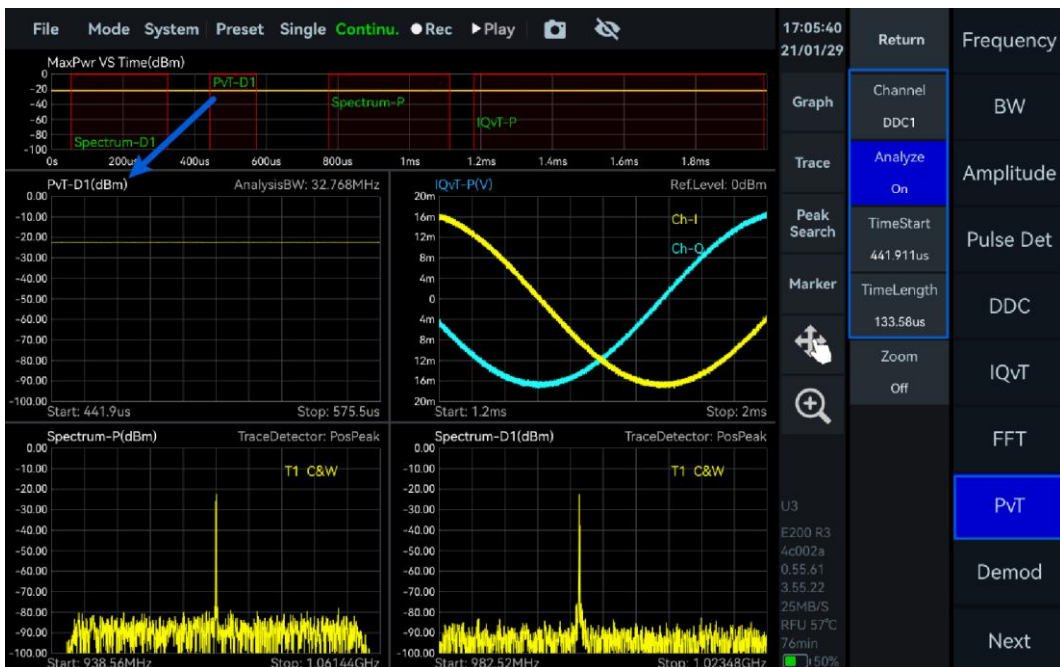 File Mode System Preset Single Continu. Rec Play
17:05:40
21/01/29
MaxPwr VS Time(dBm)
0
-20
-40
-60
-80
-100
PvT-D1
Spectrum-P
IQvT-P
Spectrum-D1
0s 200us 400us 600us 800us 1ms 1.2ms 1.4ms 1.6ms 1.8ms
PvT-D1(dBm) AnalysisBW: 32.768MHz
0.00
-10.00
-20.00
-30.00
-40.00
-50.00
-60.00
-70.00
-80.00
-90.00
-100.00
Start: 441.9us Stop: 575.5us
IQvT-P(V) Ref.Level: 0dBm
20m
16m
12m
8m
4m
0
4m
8m
12m
16m
20m
Ch-I
Ch-Q
Start: 1.2ms Stop: 2ms
Spectrum-P(dBm) TraceDetector: PosPeak
0.00
-10.00
-20.00
-30.00
-40.00
-50.00
-60.00
-70.00
-80.00
-90.00
-100.00
T1 C&W
Start: 938.56MHz Stop: 1.06144GHz
Spectrum-D1(dBm) TraceDetector: PosPeak
0.00
-10.00
-20.00
-30.00
-40.00
-50.00
-60.00
-70.00
-80.00
-90.00
-100.00
T1 C&W
Start: 982.52MHz Stop: 1.02348GHz
Graph
Trace
Peak
Search
Marker
U3
E200 R3
4c002a
0.55.61
3.55.22
25MB/S
RFU 57°C
76min
50%
Return
Channel
DDC1
Analyze
On
TimeStart
441.911us
TimeLength
133.58us
Zoom
Off
Frequency
BW
Amplitude
Pulse Det
DDC
IQvT
FFT
PvT
Demod
Next